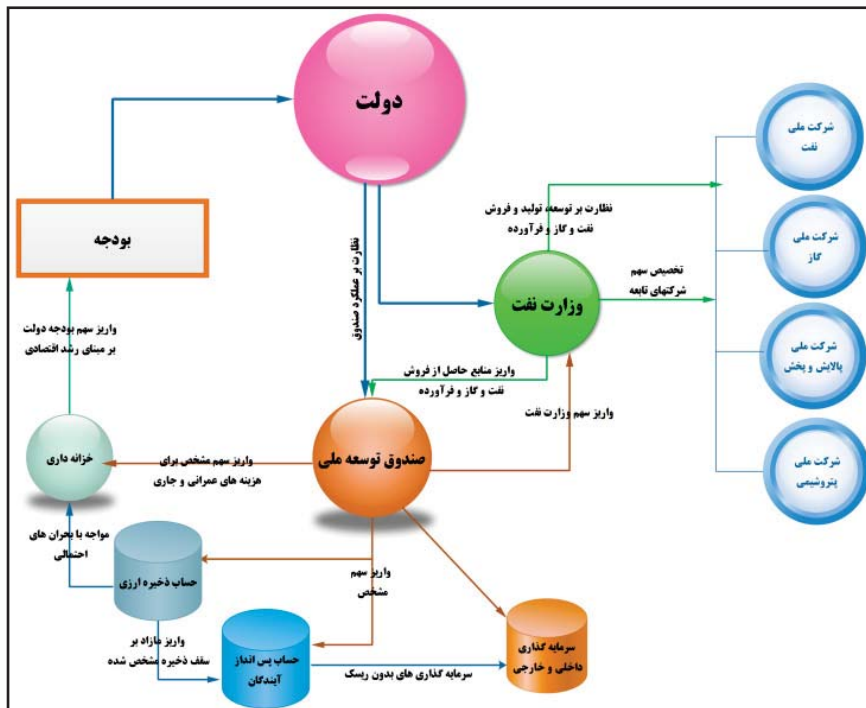 دولت
شرکت ملی
نفت
بودجه
نظارت بر عملکرد صندوق
نظارت بر توسعه، تولید و فروش
نفت و گاز و فرآورده
شرکت ملی
گاز
وزارت نفت
تخصیص سهم
شرکتهای تابعه
واریز سهم بودجه دولت
بر مبنای رشد اقتصادی
شرکت ملی
پالایش و پخش
واریز منابع حاصل از فروش
نفت و گاز و فرآورده
واریز سهم وزارت نفت
خزانه داری
واریز سهم مشخص برای
هزینه های عمرانی و جاری
صندوق توسعه ملی
شرکت ملی
پتروشیمی
مواجه با بحران های
احتمالی
حساب ذخیره ارزی
واریز سهم
مشخص
واریز مازاد بر
سقف ذخیره مشخص شده
حساب پس انداز
آیندگان
سرمایه گذاری های بدون ریسک
سرمایه گذاری
داخلی و خارجی